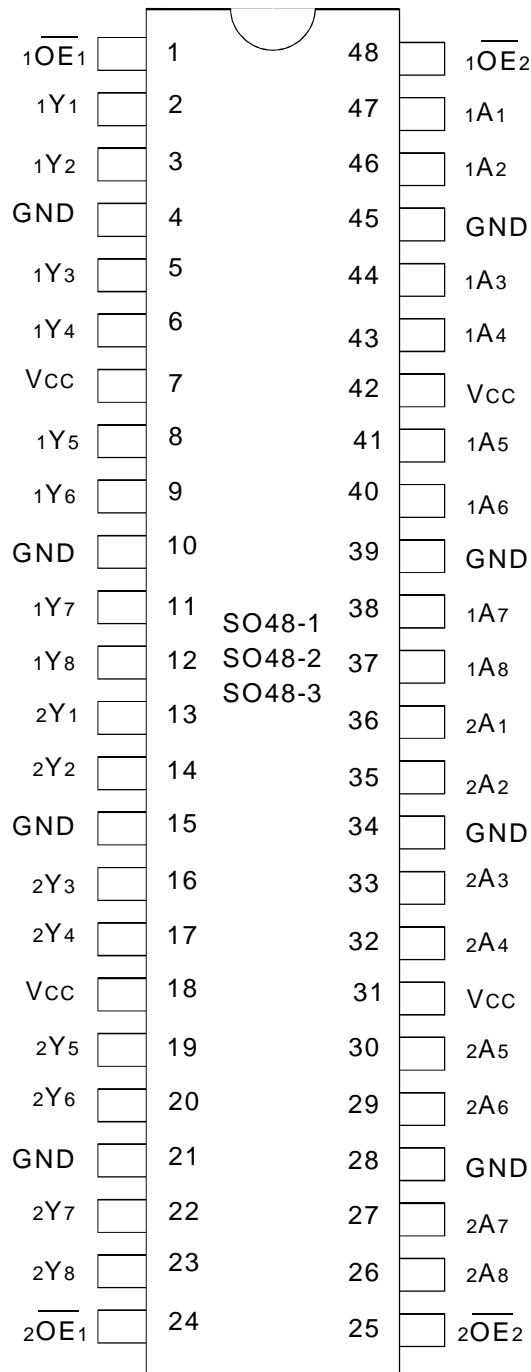 1OE1 1 48 1OE2
1Y1 2 47 1A1
1Y2 3 46 1A2
GND 4 45 GND
1Y3 5 44 1A3
1Y4 6 43 1A4
VCC 7 42 VCC
1Y5 8 41 1A5
1Y6 9 40 1A6
GND 10 39 GND
1Y7 11 SO48-1 38 1A7
1Y8 12 SO48-2 37 1A8
2Y1 13 SO48-3 36 2A1
2Y2 14 35 2A2
GND 15 34 GND
2Y3 16 33 2A3
2Y4 17 32 2A4
VCC 18 31 VCC
2Y5 19 30 2A5
2Y6 20 29 2A6
GND 21 28 GND
2Y7 22 27 2A7
2Y8 23 26 2A8
2OE1 24 25 2OE2